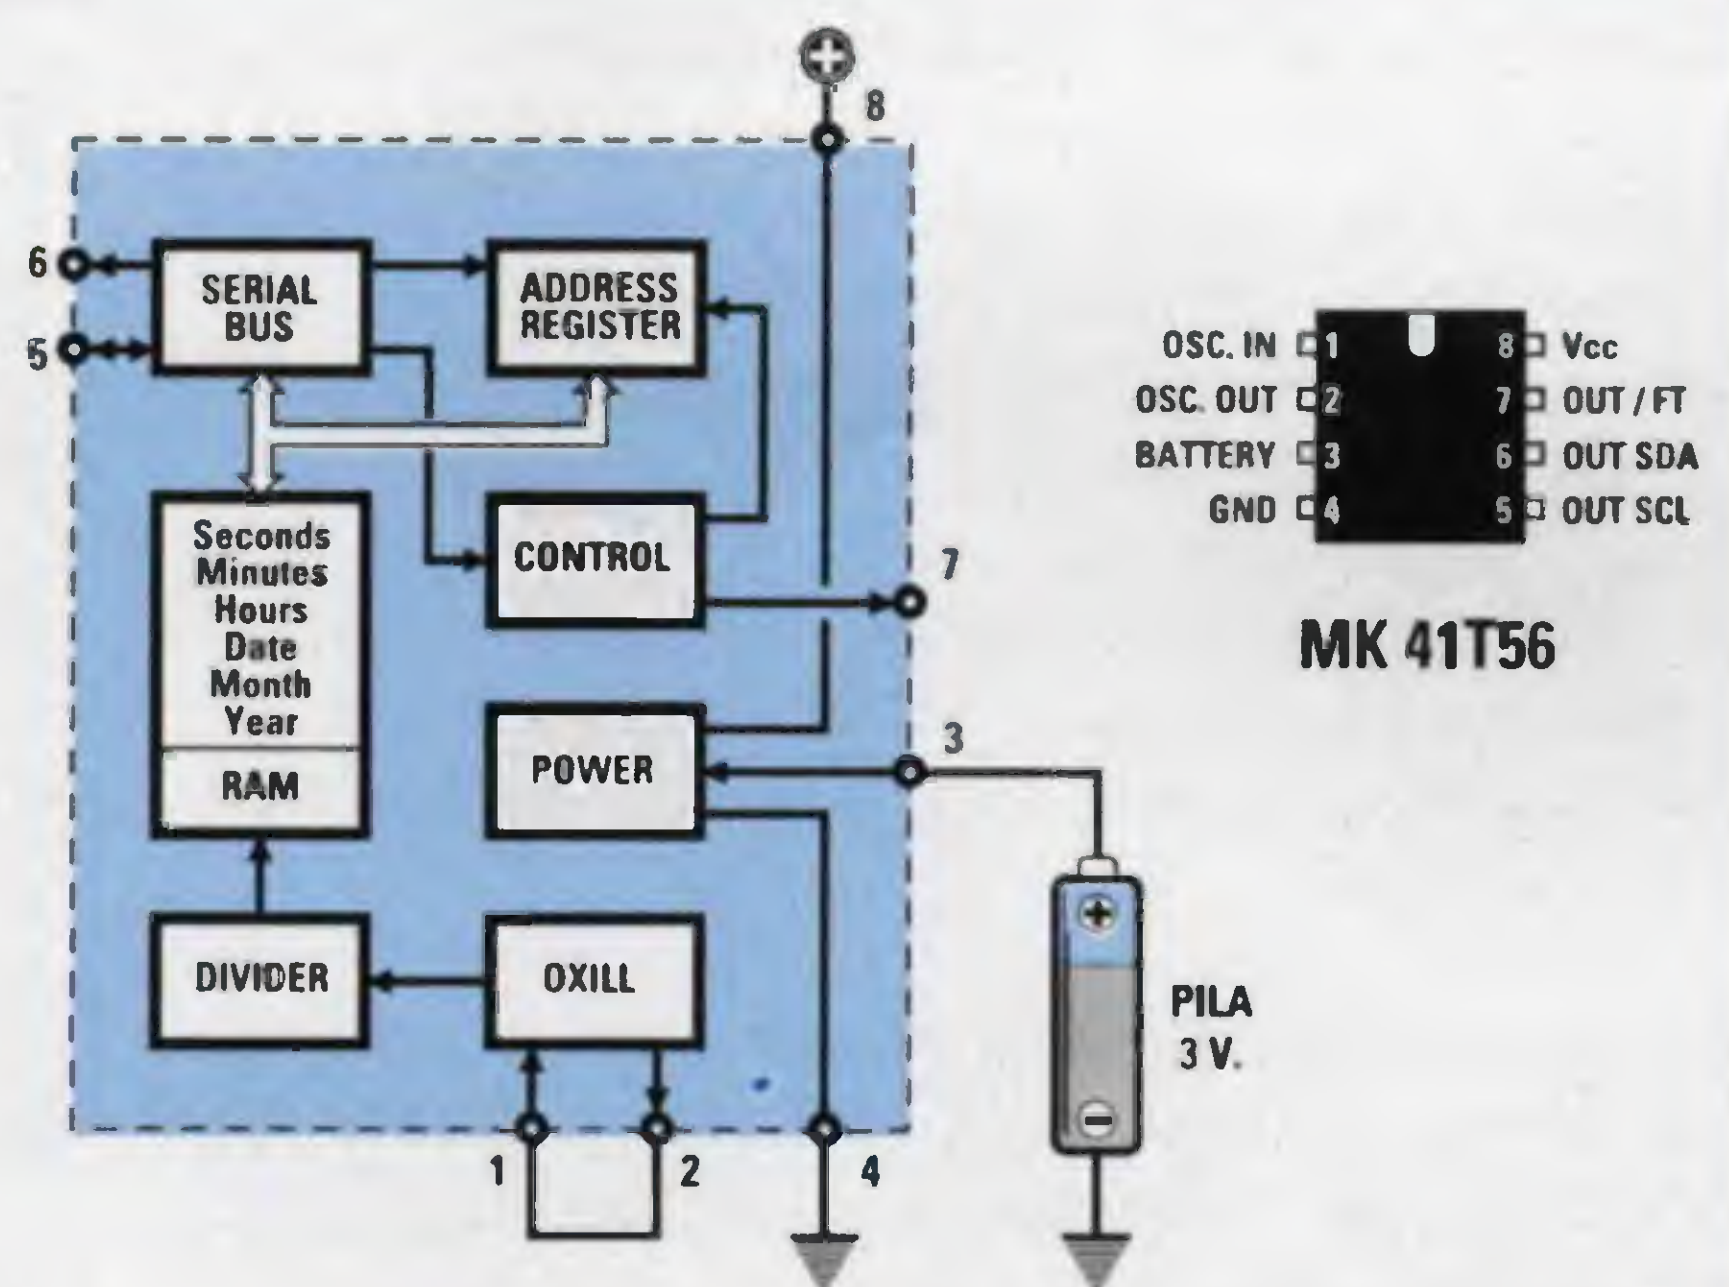 8
6
5
SERIAL
BUS
ADDRESS
REGISTER
Seconds
Minutes
Hours
Date
Month
Year
RAM
CONTROL
7
POWER
3
DIVIDER
OXILL
1
2
4
PILA
3 V.
OSC. IN 1 8 Vcc
OSC. OUT 2 7 OUT / FT
BATTERY 3 6 OUT SDA
GND 4 5 OUT SCL
MK 41T56